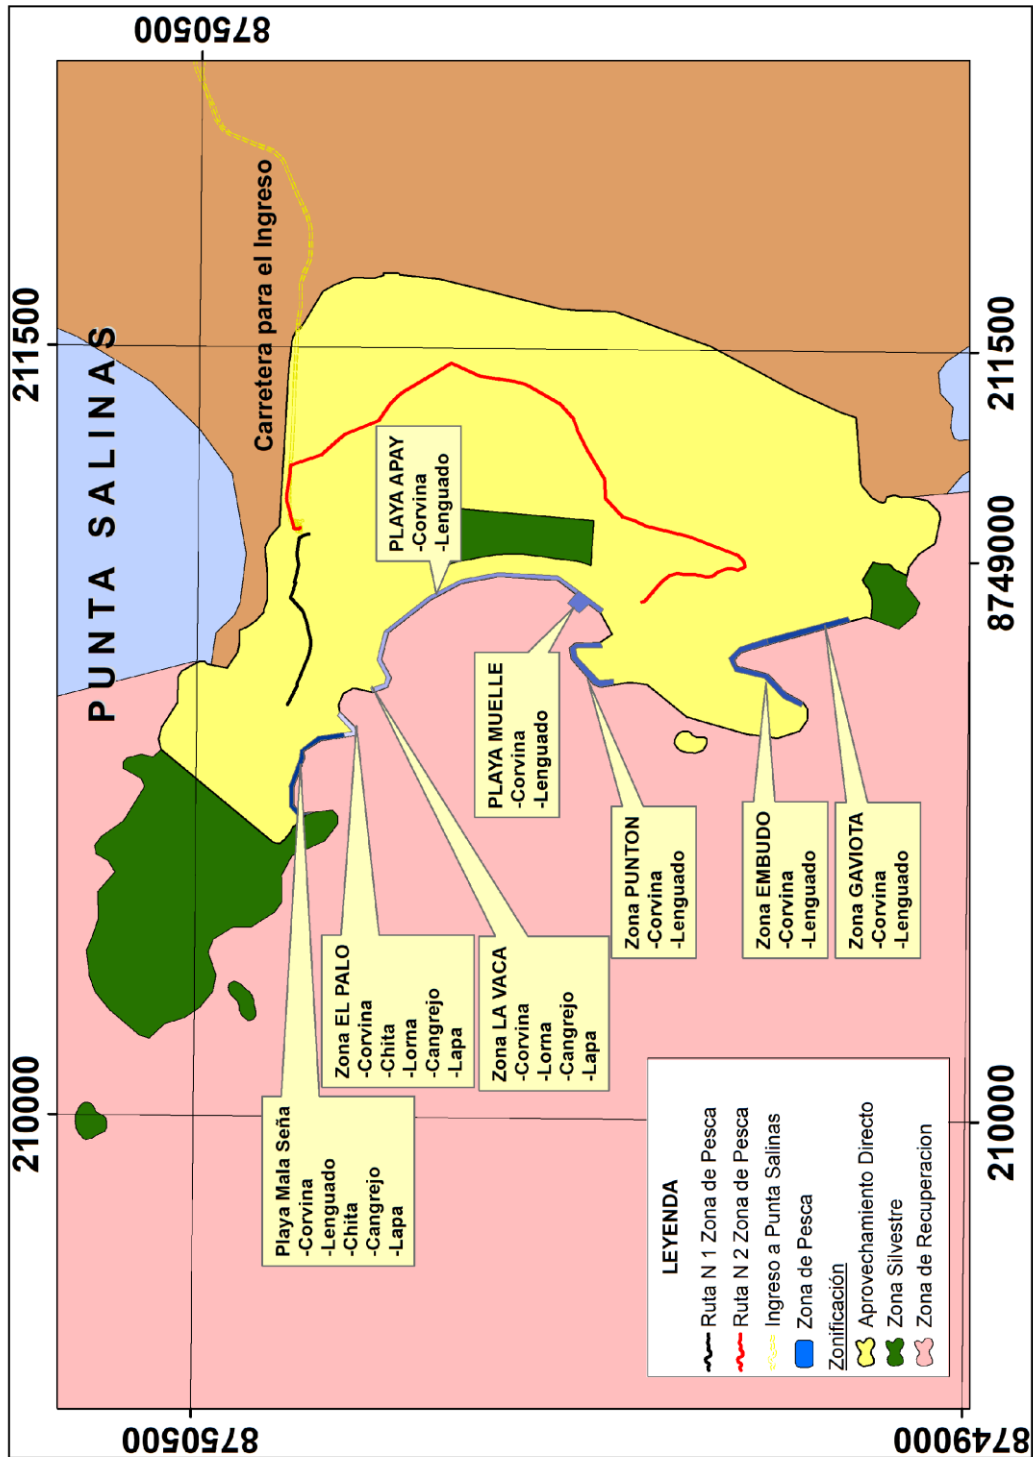 PUNTA SALINAS
210000
211500
8750500
8750500
Carretera para el Ingreso
Playa Mala Seña
-Corvina
-Lenguado
-Chita
-Cangrejo
-Lapa
Zona EL PALO
-Corvina
-Chita
-Lorna
-Cangrejo
-Lapa
Zona LA VACA
-Corvina
-Lorna
-Cangrejo
-Lapa
PLAYA APAY
-Corvina
-Lenguado
PLAYA MUELLE
-Corvina
-Lenguado
Zona PUNTON
-Corvina
-Lenguado
Zona EMBUDO
-Corvina
-Lenguado
Zona GAVIOTA
-Corvina
-Lenguado
LEYENDA
Ruta N 1 Zona de Pesca
Ruta N 2 Zona de Pesca
Ingreso a Punta Salinas
Zona de Pesca
Zonificación
Aprovechamiento Directo
Zona Silvestre
Zona de Recuperacion
8749000
8749000
210000
211500